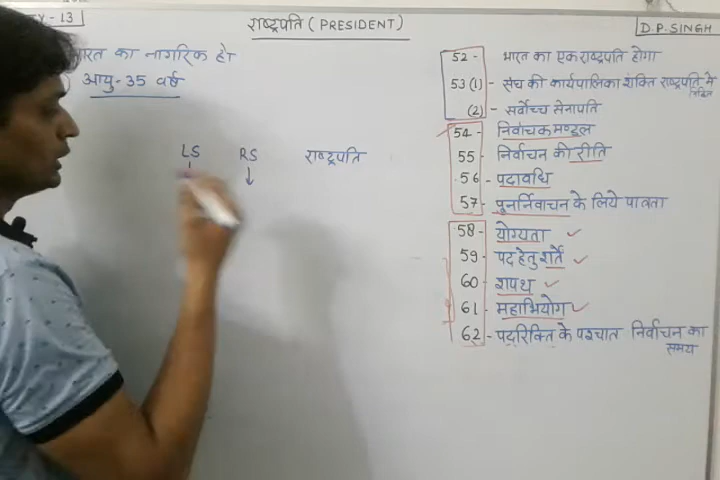 राष्ट्रपति (PRESIDENT)
D.P. SINGH
- 13
भारत का नागरिक हो
आयु - 35 वर्ष
LS RS राष्ट्रपति
52 - भारत का एक राष्ट्रपति होगा
53 (1) - संघ की कार्यपालिका शक्ति राष्ट्रपति में निहित
(2) - सर्वोच्च सेनापति
54 - निर्वाचक मण्डल
55 - निर्वाचन की रीति
56 - पदावधि
57 - पुनर्निर्वाचन के लिये पात्रता
58 - योग्यता
59 - पद हेतु शर्तें
60 - शपथ
61 - महाभियोग
62 - पदरिक्ति के पश्चात निर्वाचन का
समय